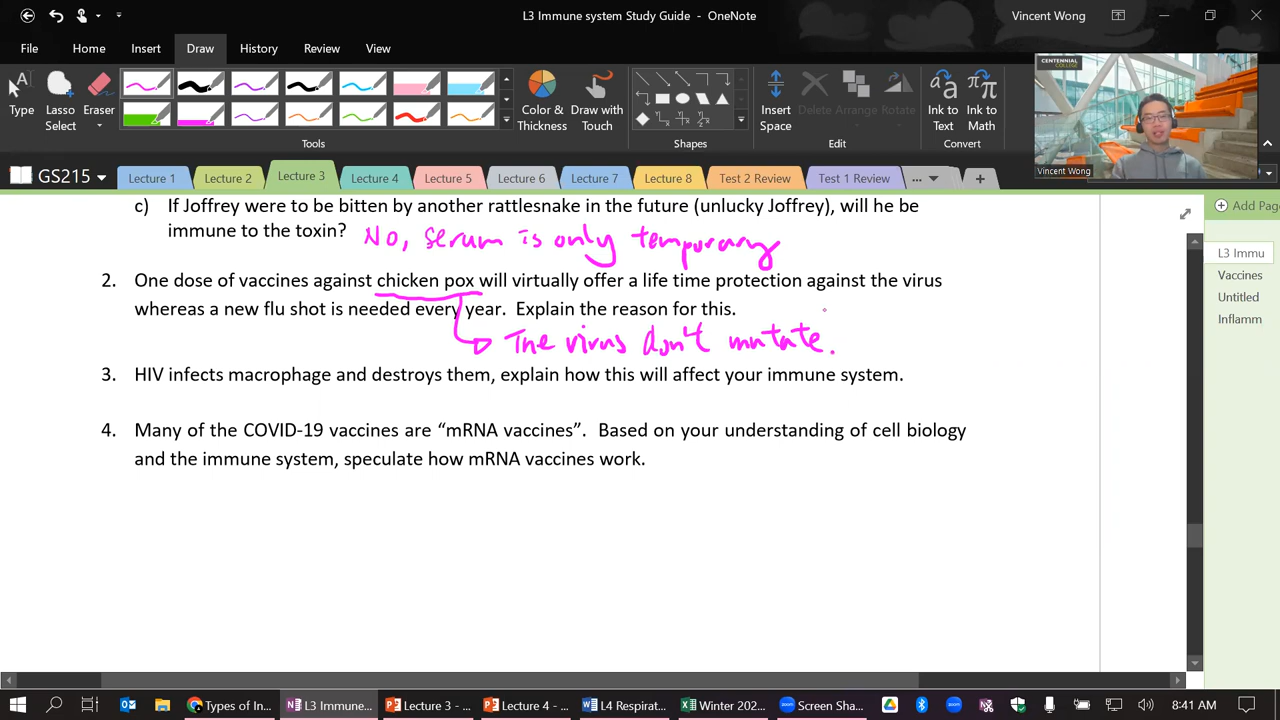 L3 Immune system Study Guide - OneNote
Vincent Wong
File Home Insert Draw History Review View
CENTENNIAL
COLLEGE
Type
Lasso Select
Eraser
Color & Thickness
Draw with Touch
Insert Space
Delete Arrange Rotate
Ink to Text
Ink to Math
Tools Shapes Edit Convert
Vincent Wong
GS215 Lecture 1 Lecture 2 Lecture 3 Lecture 4 Lecture 5 Lecture 6 Lecture 7 Lecture 8 Test 2 Review Test 1 Review ...
Add Page
c) If Joffrey were to be bitten by another rattlesnake in the future (unlucky Joffrey), will he be
immune to the toxin? No, serum is only temporary
2. One dose of vaccines against chicken pox will virtually offer a life time protection against the virus
whereas a new flu shot is needed every year. Explain the reason for this.
The virus don't mutate.
3. HIV infects macrophage and destroys them, explain how this will affect your immune system.
4. Many of the COVID-19 vaccines are “mRNA vaccines”. Based on your understanding of cell biology
and the immune system, speculate how mRNA vaccines work.
L3 Immu
Vaccines
Untitled
Inflamm
Types of In... L3 Immune... Lecture 3 - ... Lecture 4 - ... L4 Respirat... Winter 202... Screen Sha... 8:41 AM